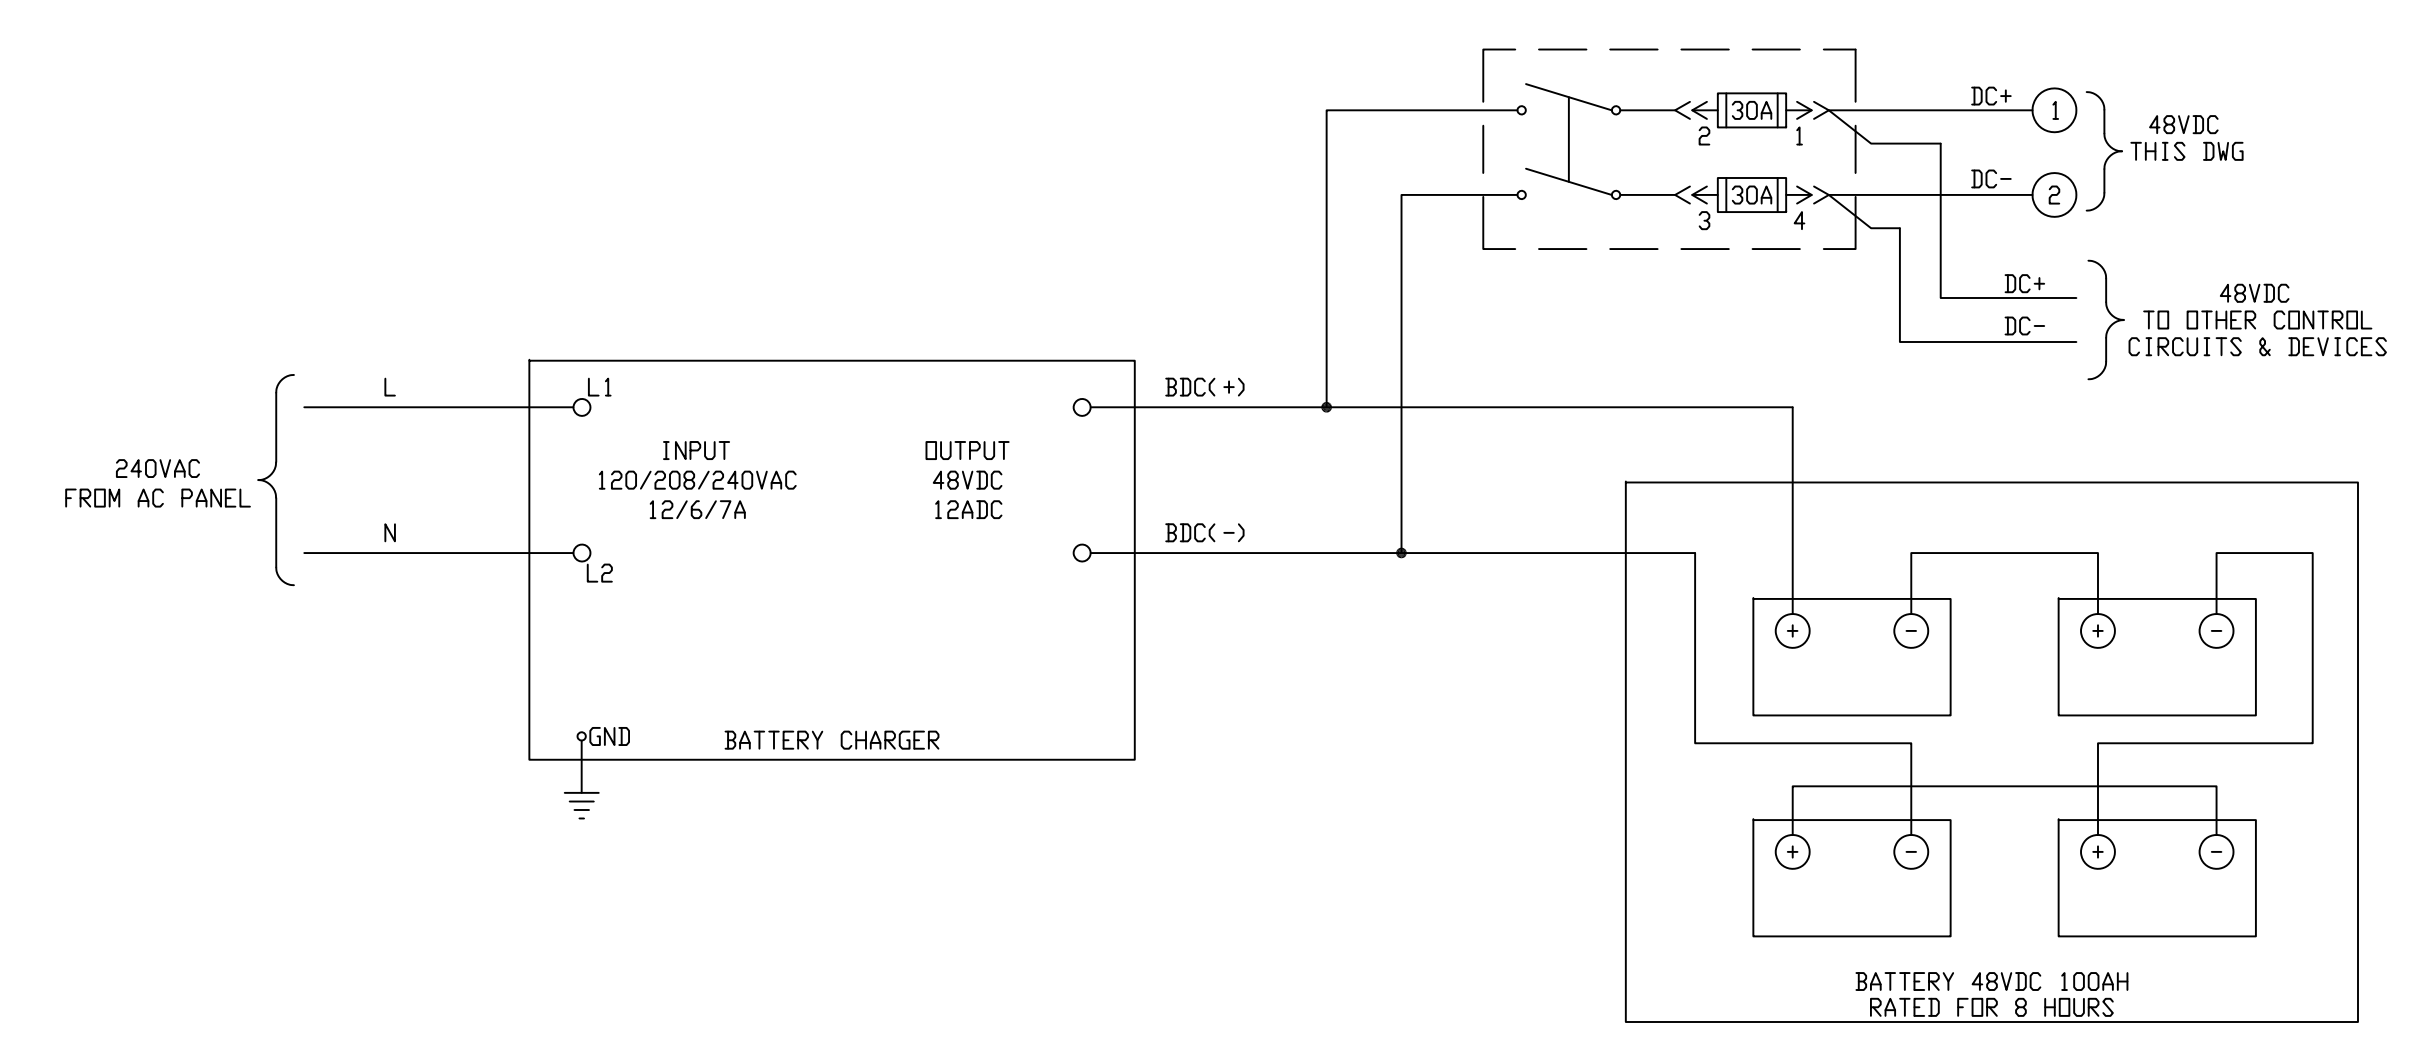 DC+
1
30A
2
1
48VDC
THIS DWG
DC-
2
30A
3
4
DC+
DC-
48VDC
TO OTHER CONTROL
CIRCUITS & DEVICES
L
L1
BDC(+)
240VAC
FROM AC PANEL
INPUT
120/208/240VAC
12/6/7A
OUTPUT
48VDC
12ADC
N
L2
BDC(-)
+
-
+
-
GND
BATTERY CHARGER
+
-
+
-
BATTERY 48VDC 100AH
RATED FOR 8 HOURS